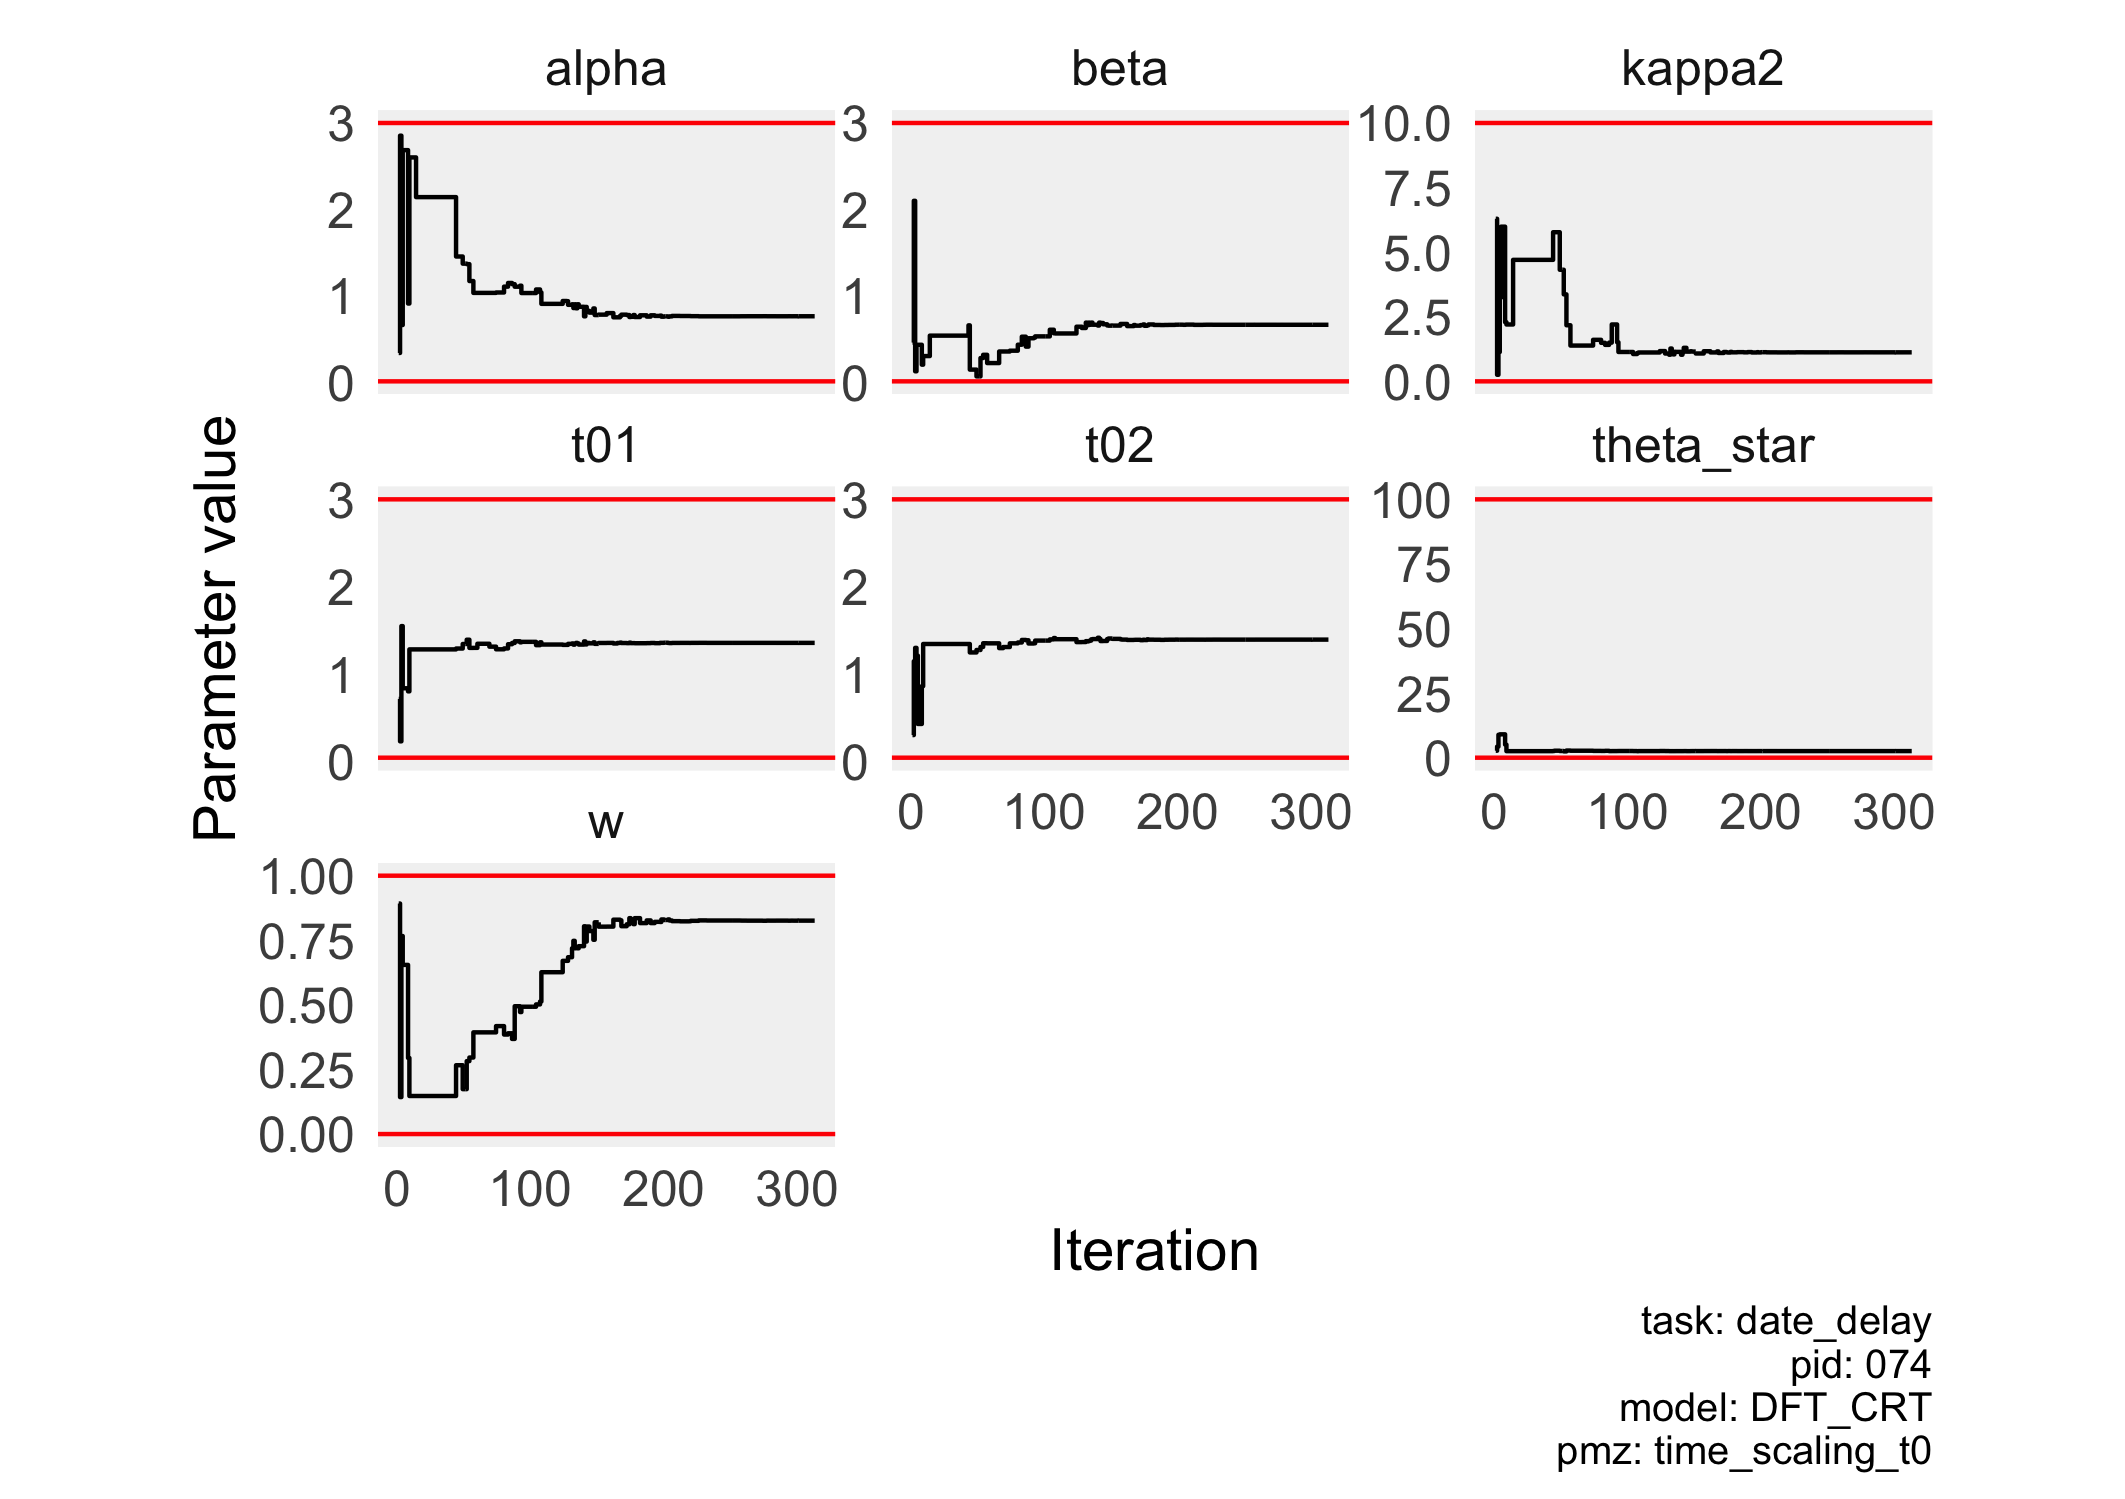 alpha beta kappa2
3 3 10.0
7.5
2 2 5.0
1 1 2.5
0 0 0.0
t01 t02 theta_star
3 3 100
2 2 75
50
1 1 25
0 0 0
0 100 200 300 0 100 200 300
w
1.00
0.75
0.50
0.25
0.00
0 100 200 300
Parameter value
Iteration
task: date_delay
pid: 074
model: DFT_CRT
pmz: time_scaling_t0